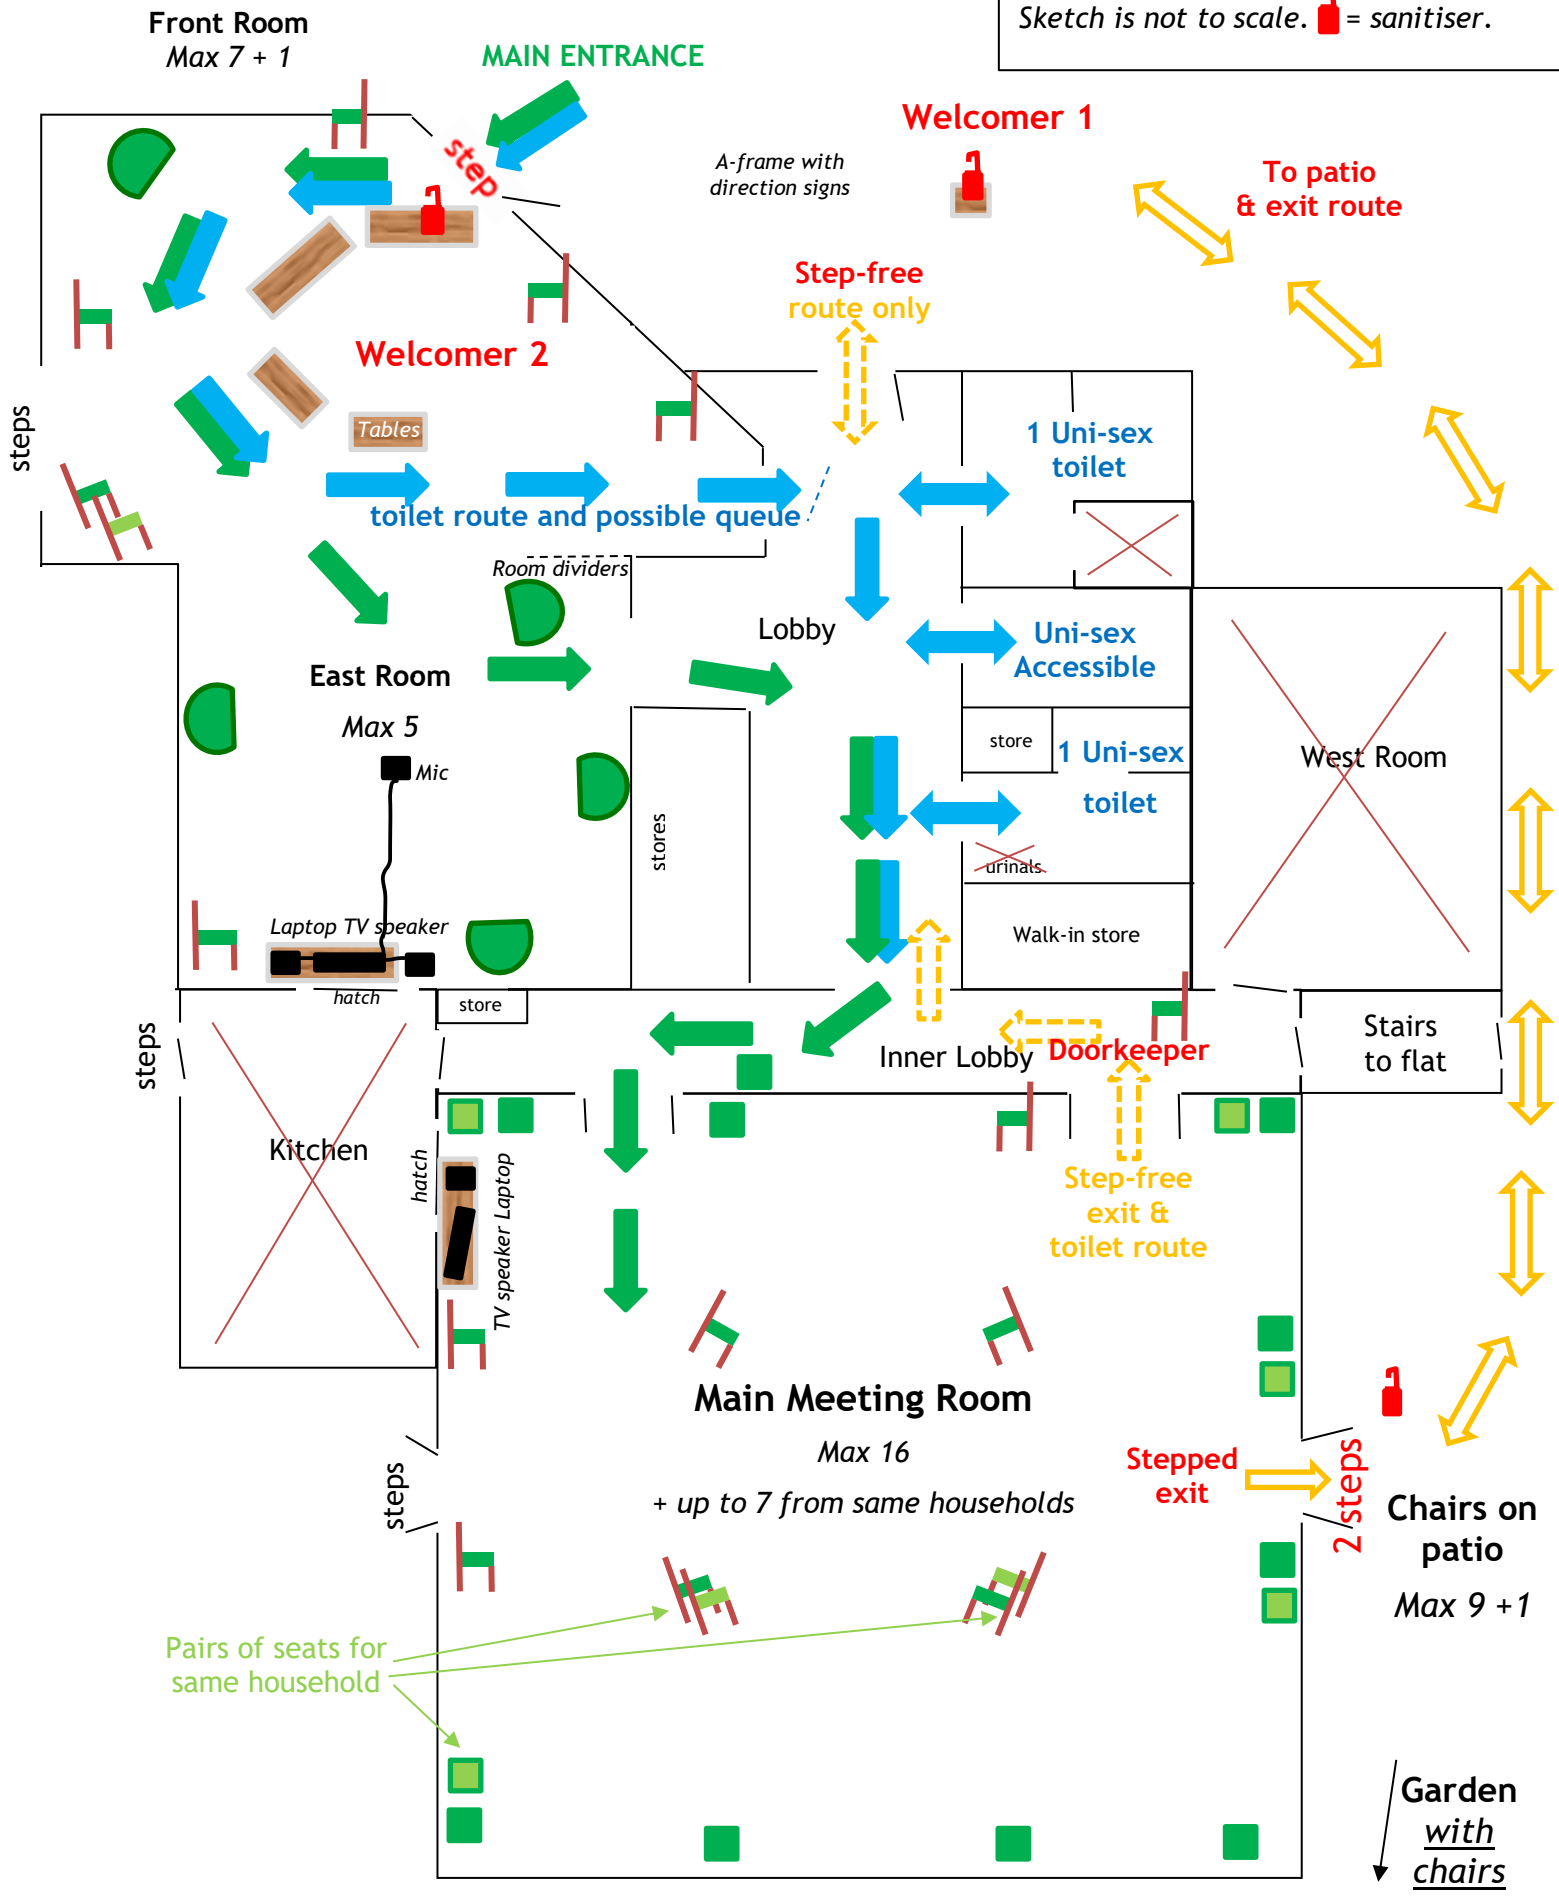 Front Room
Max 7 + 1
MAIN ENTRANCE
Sketch is not to scale. = sanitiser.
Welcomer 1
step
A-frame with
direction signs
To patio
& exit route
Step-free
route only
Welcomer 2
steps
Tables
1 Uni-sex
toilet
toilet route and possible queue
Room dividers
Lobby
Uni-sex
Accessible
East Room
Max 5
Mic
store
1 Uni-sex
toilet
West Room
stores
urinals
Laptop TV speaker
Walk-in store
hatch
store
steps
Inner Lobby
Doorkeeper
Stairs
to flat
Kitchen
hatch
TV speaker Laptop
Step-free
exit &
toilet route
Main Meeting Room
Max 16
+ up to 7 from same households
steps
Stepped
exit
2 steps
Chairs on
patio
Max 9 +1
Pairs of seats for
same household
Garden
with
chairs